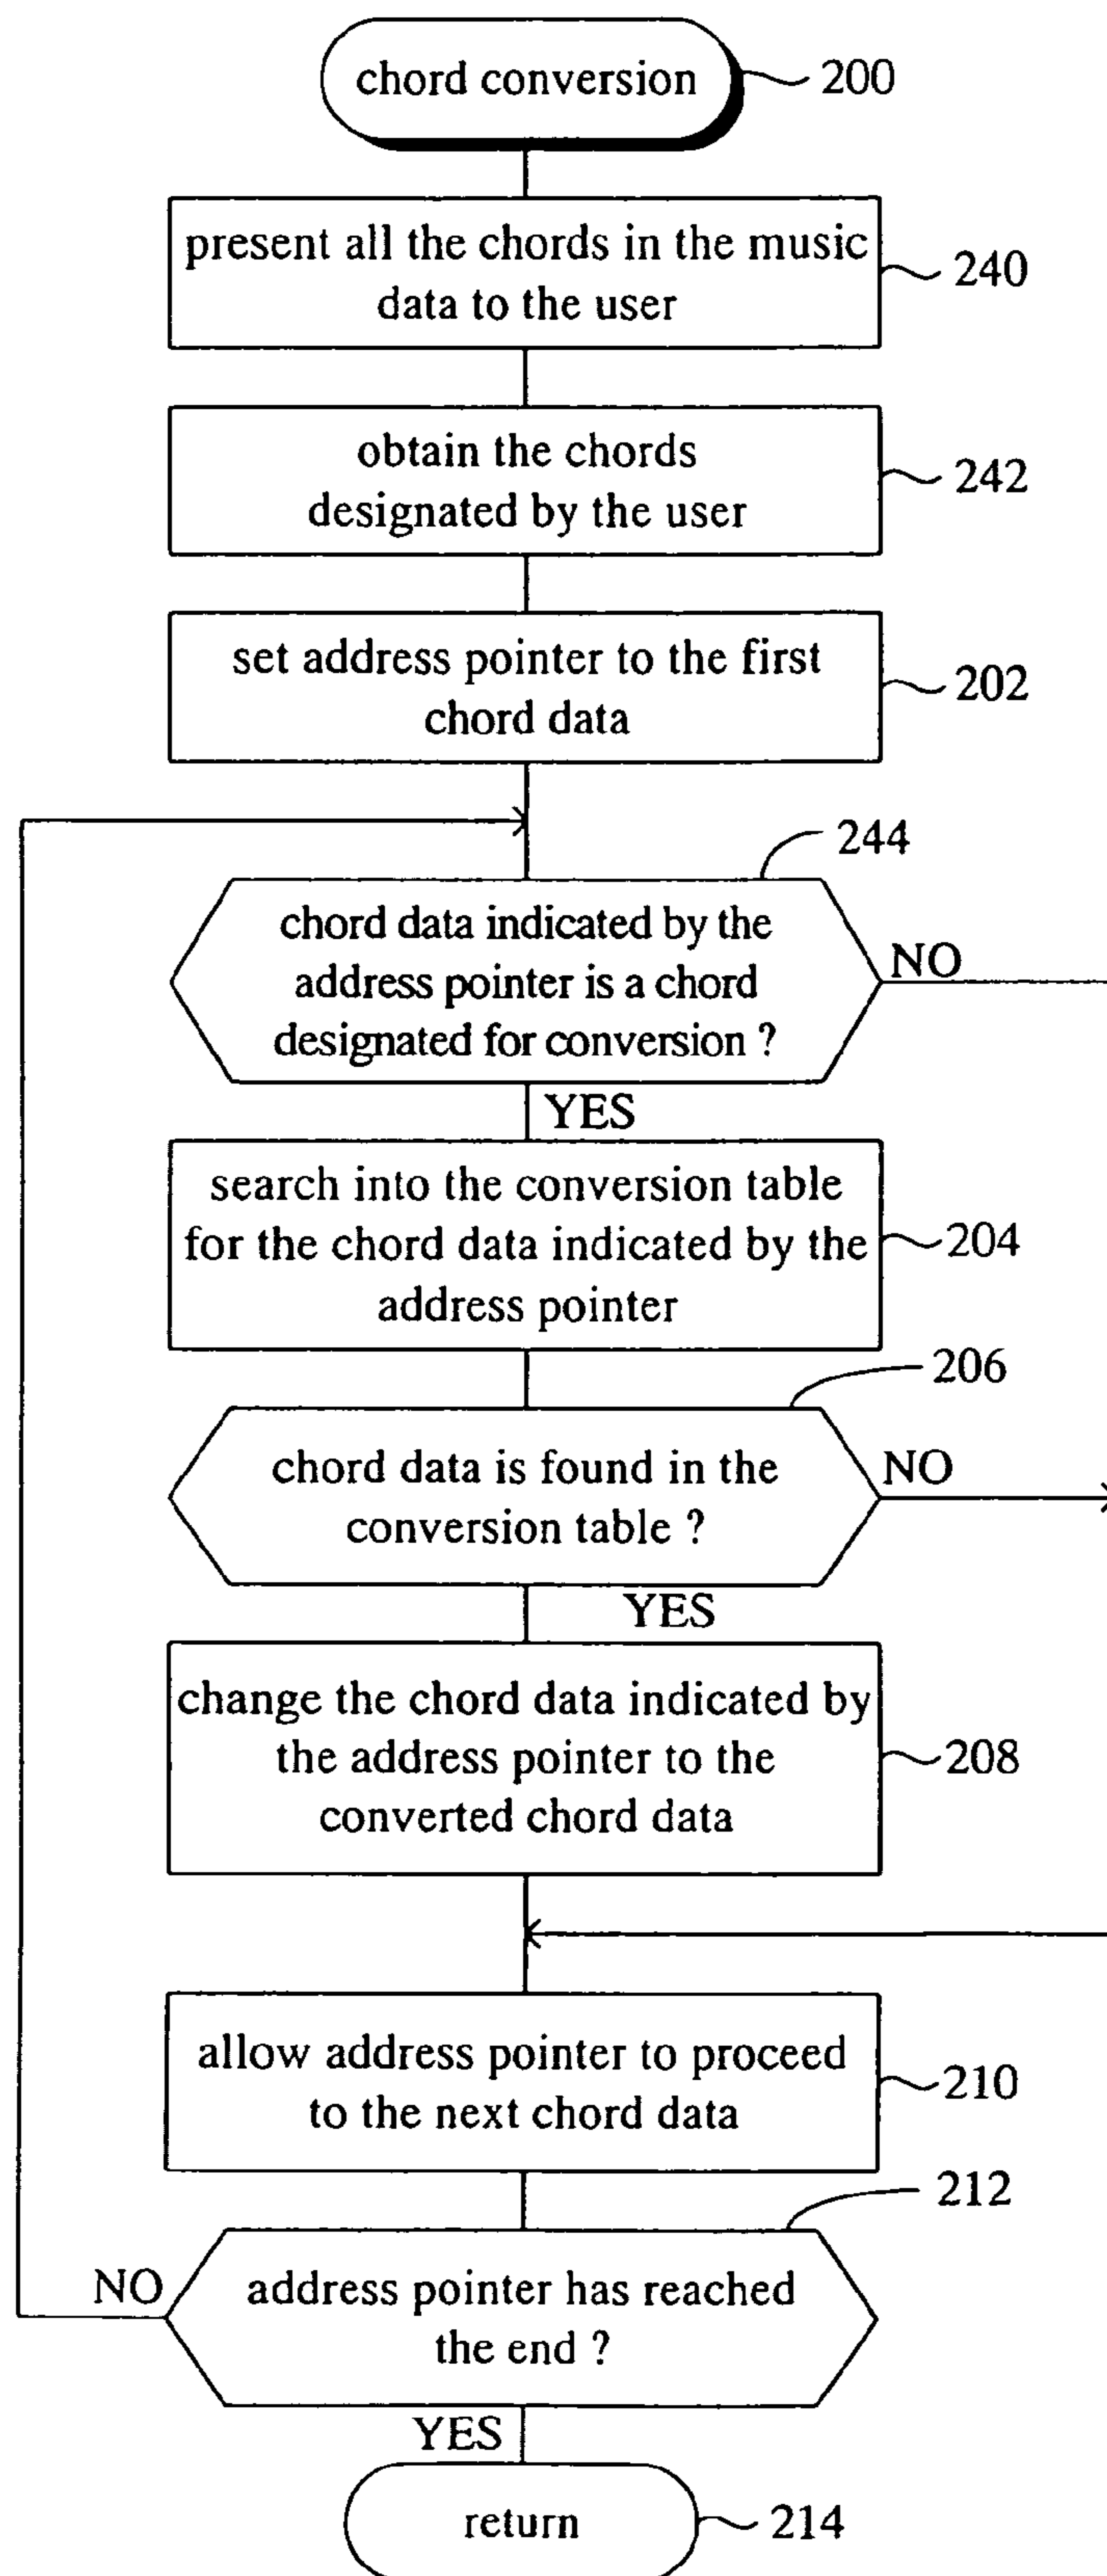 chord conversion
200
present all the chords in the music
data to the user
240
obtain the chords
designated by the user
242
set address pointer to the first
chord data
202
244
chord data indicated by the
address pointer is a chord
designated for conversion ?
NO
YES
search into the conversion table
for the chord data indicated by the
address pointer
204
206
chord data is found in the
conversion table ?
NO
YES
change the chord data indicated by
the address pointer to the
converted chord data
208
allow address pointer to proceed
to the next chord data
210
212
NO
address pointer has reached
the end ?
YES
return
214